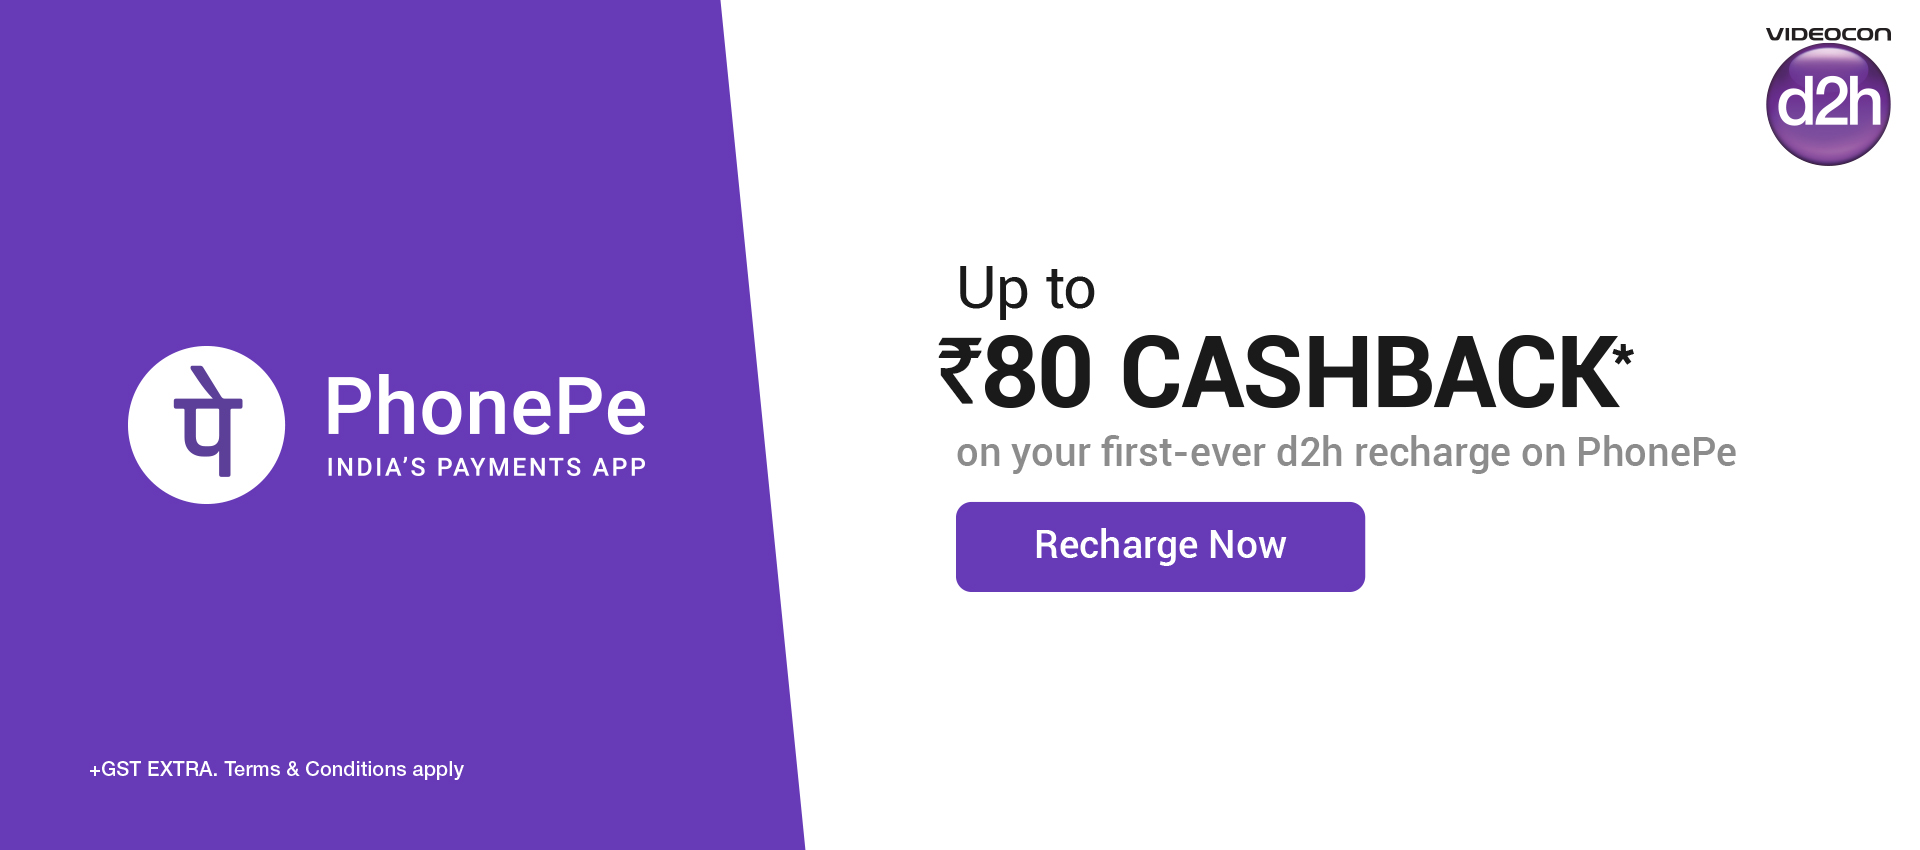 पे
PhonePe
INDIA'S PAYMENTS APP
+GST EXTRA. Terms & Conditions apply
VIDEOCON
d2h
Up to
₹80 CASHBACK*
on your first-ever d2h recharge on PhonePe
Recharge Now